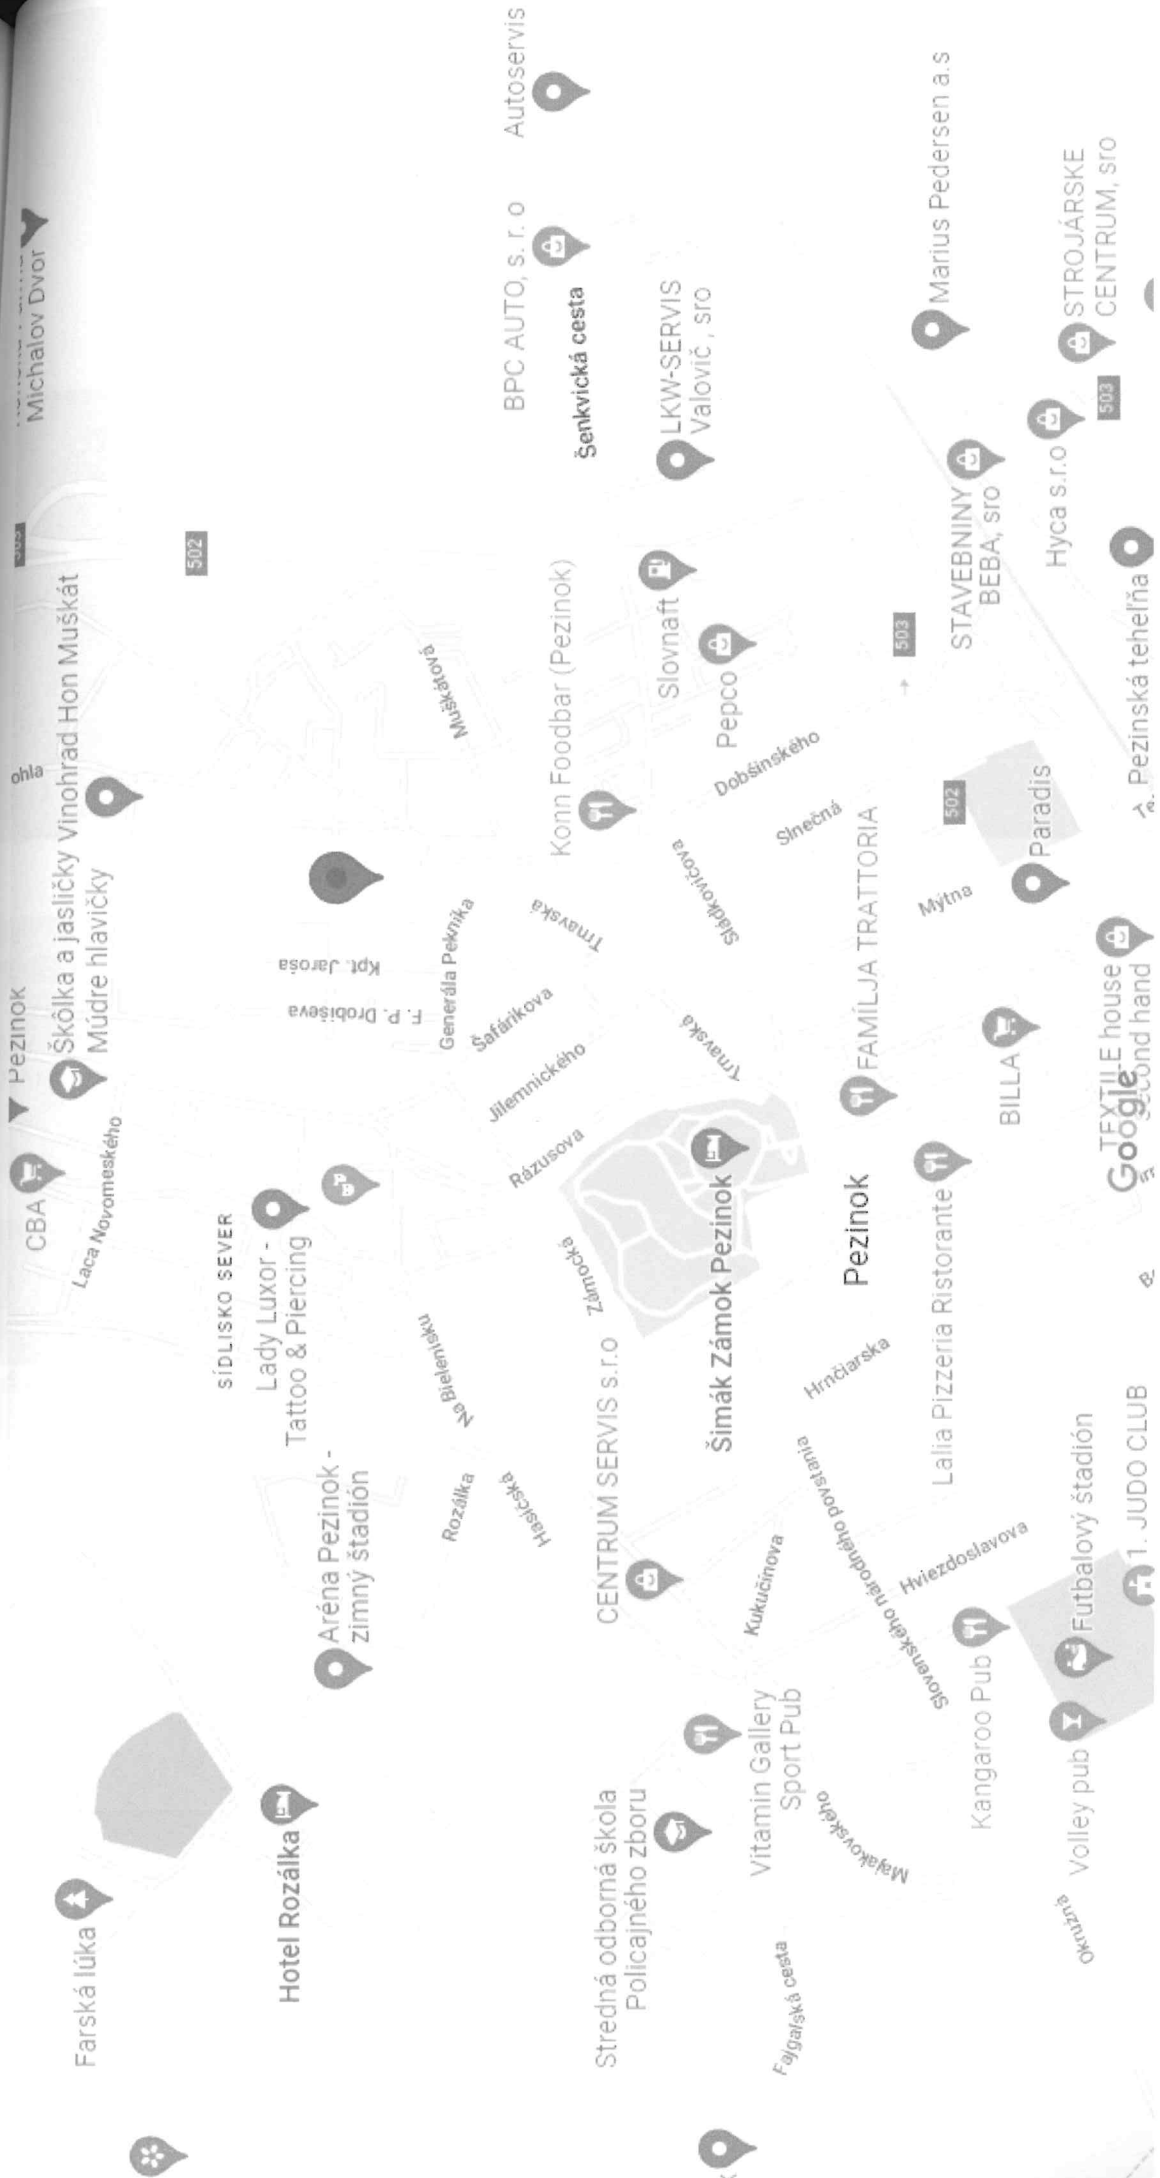 Michalov Dvor
Pezinok
CBA
Škôlka a jasličky
Múdre hlavičky
Vinohrad Hon Muškát
502
Laca Novomeského
SÍDLISKO SEVER
Farská lúka
Hotel Rozálka
Aréna Pezinok -
zimný štadión
Lady Luxor -
Tattoo & Piercing
Kpt. Jaroša
Muškátová
Generála Pekníka
Na Bielenisku
Rozálka
Hasičská
Šafárikova
Jilemnického
Rázusova
Trnavská
Konn Foodbar (Pezinok)
BPC AUTO, s. r. o
Autoservis
Šenkvická cesta
Zámocká
CENTRUM SERVIS s.r.o
Stredná odborná škola
Policajného zboru
Slovnaft
LKW-SERVIS
Valovič , sro
Sládkovičova
Trnavská
Šimák Zámok Pezinok
Pepco
Dobšinského
Vitamin Gallery
Sport Pub
Kukučínova
Fajgalská cesta
Majakovského
Slovenského národného povstania
Hrnčiarska
Pezinok
FAMÍLJA TRATTORIA
Slnečná
503
Marius Pedersen a.s
Lalia Pizzeria Ristorante
Hviezdoslavova
Mýtna
502
STAVEBNINY
BEBA, sro
Kangaroo Pub
BILLA
Paradis
Hyca s.r.o
STROJÁRSKE
CENTRUM, sro
503
Okružná
Volley pub
Futbalový štadión
1. JUDO CLUB
TEXTILE house
second hand
Google
Pezinská tehelňa